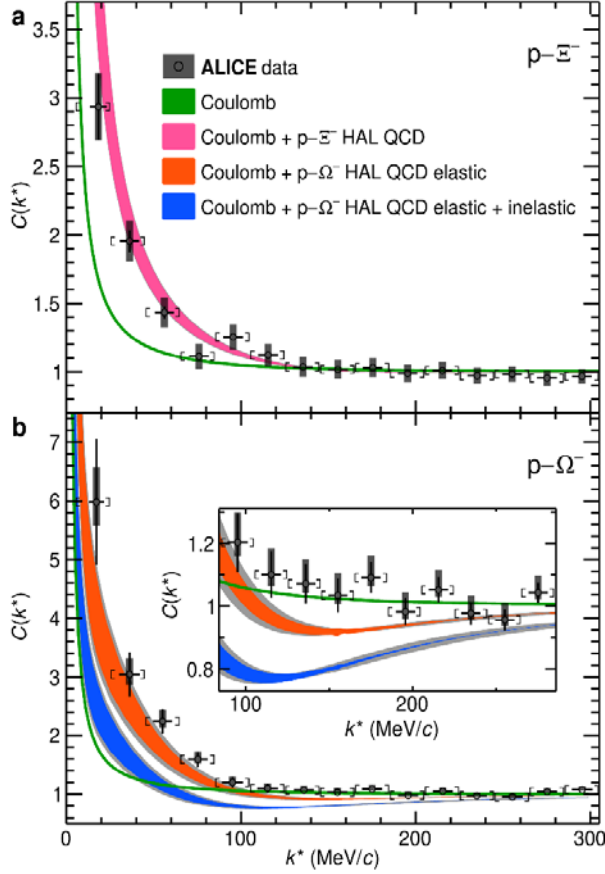 a
p–Ξ⁻
ALICE data
Coulomb
Coulomb + p–Ξ⁻ HAL QCD
Coulomb + p–Ω⁻ HAL QCD elastic
Coulomb + p–Ω⁻ HAL QCD elastic + inelastic
C(k*)
3.5
3
2.5
2
1.5
1
b
p–Ω⁻
C(k*)
7
6
5
4
3
2
1
C(k*)
1.2
1
0.8
100 150 200 250
k* (MeV/c)
0 100 200 300
k* (MeV/c)